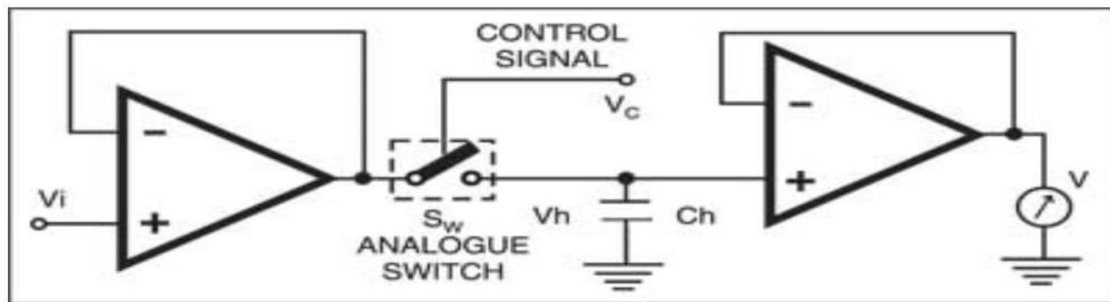 CONTROL
SIGNAL
Vc
Vi
−
+
Sw
ANALOGUE
SWITCH
Vh
Ch
−
+
V